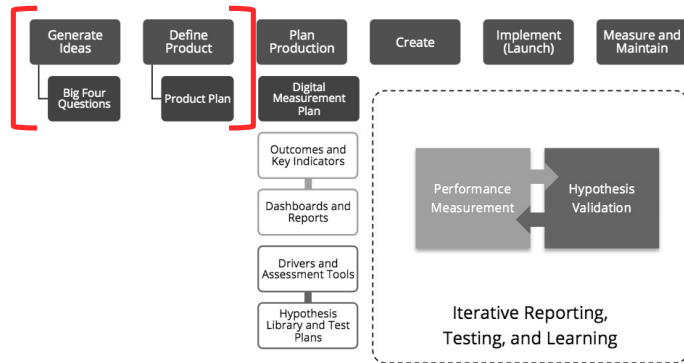 Generate
Ideas
Define
Product
Plan
Production
Create
Implement
(Launch)
Measure and
Maintain
Big Four
Questions
Product Plan
Digital
Measurement
Plan
Outcomes and
Key Indicators
Dashboards and
Reports
Drivers and
Assessment Tools
Hypothesis
Library and Test
Plans
Performance
Measurement
Hypothesis
Validation
Iterative Reporting,
Testing, and Learning